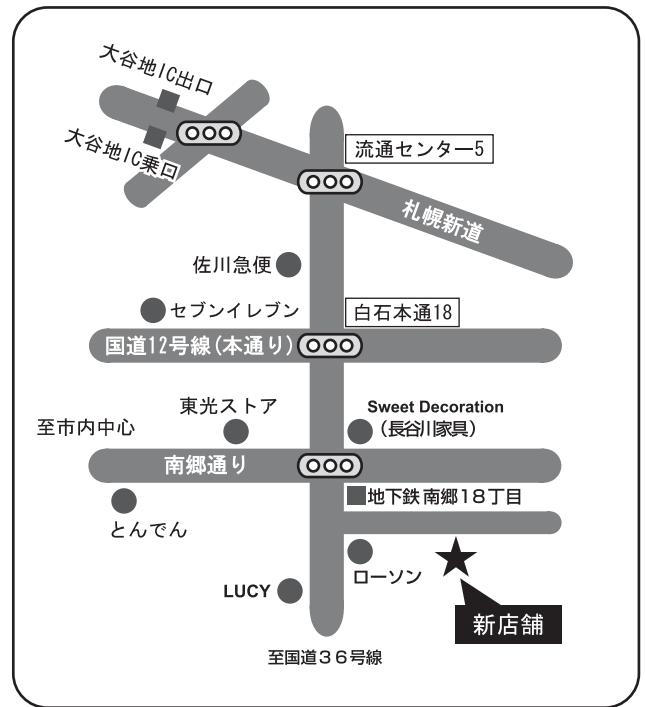 大谷地IC出口
大谷地IC乗口
流通センター5
札幌新道
佐川急便
セブンイレブン
白石本通18
国道12号線(本通り)
東光ストア
Sweet Decoration
(長谷川家具)
至市内中心
南郷通り
地下鉄 南郷18丁目
とんでん
ローソン
LUCY
新店舗
至国道36号線